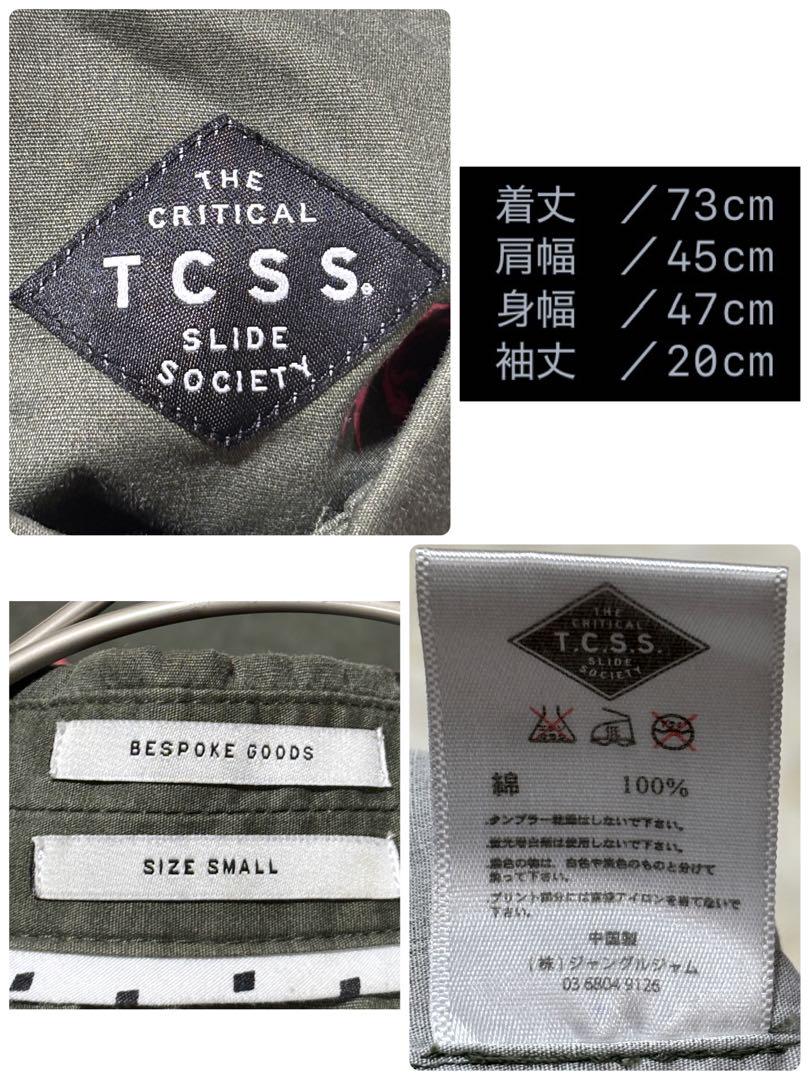 THE
CRITICAL
TCSS®
SLIDE
SOCIETY
着丈 /73cm
肩幅 /45cm
身幅 /47cm
袖丈 /20cm
BESPOKE GOODS
SIZE SMALL
THE
CRITICAL
T.C.S.S.
SLIDE
SOCIETY
綿 100%
タンブラー乾燥はしないで下さい。
蛍光増白剤は使用しないで下さい。
濃色の物は、白色や淡色のものと分けて
洗って下さい。
プリント部分には直接アイロンを当てないで
下さい。
中国製
(株)ジャングルジャム
03 6804 9126